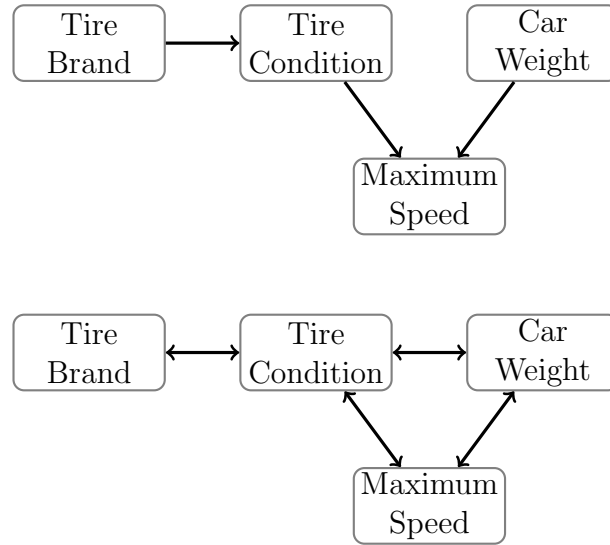 Tire
Brand
Tire
Condition
Car
Weight
Maximum
Speed
Tire
Brand
Tire
Condition
Car
Weight
Maximum
Speed